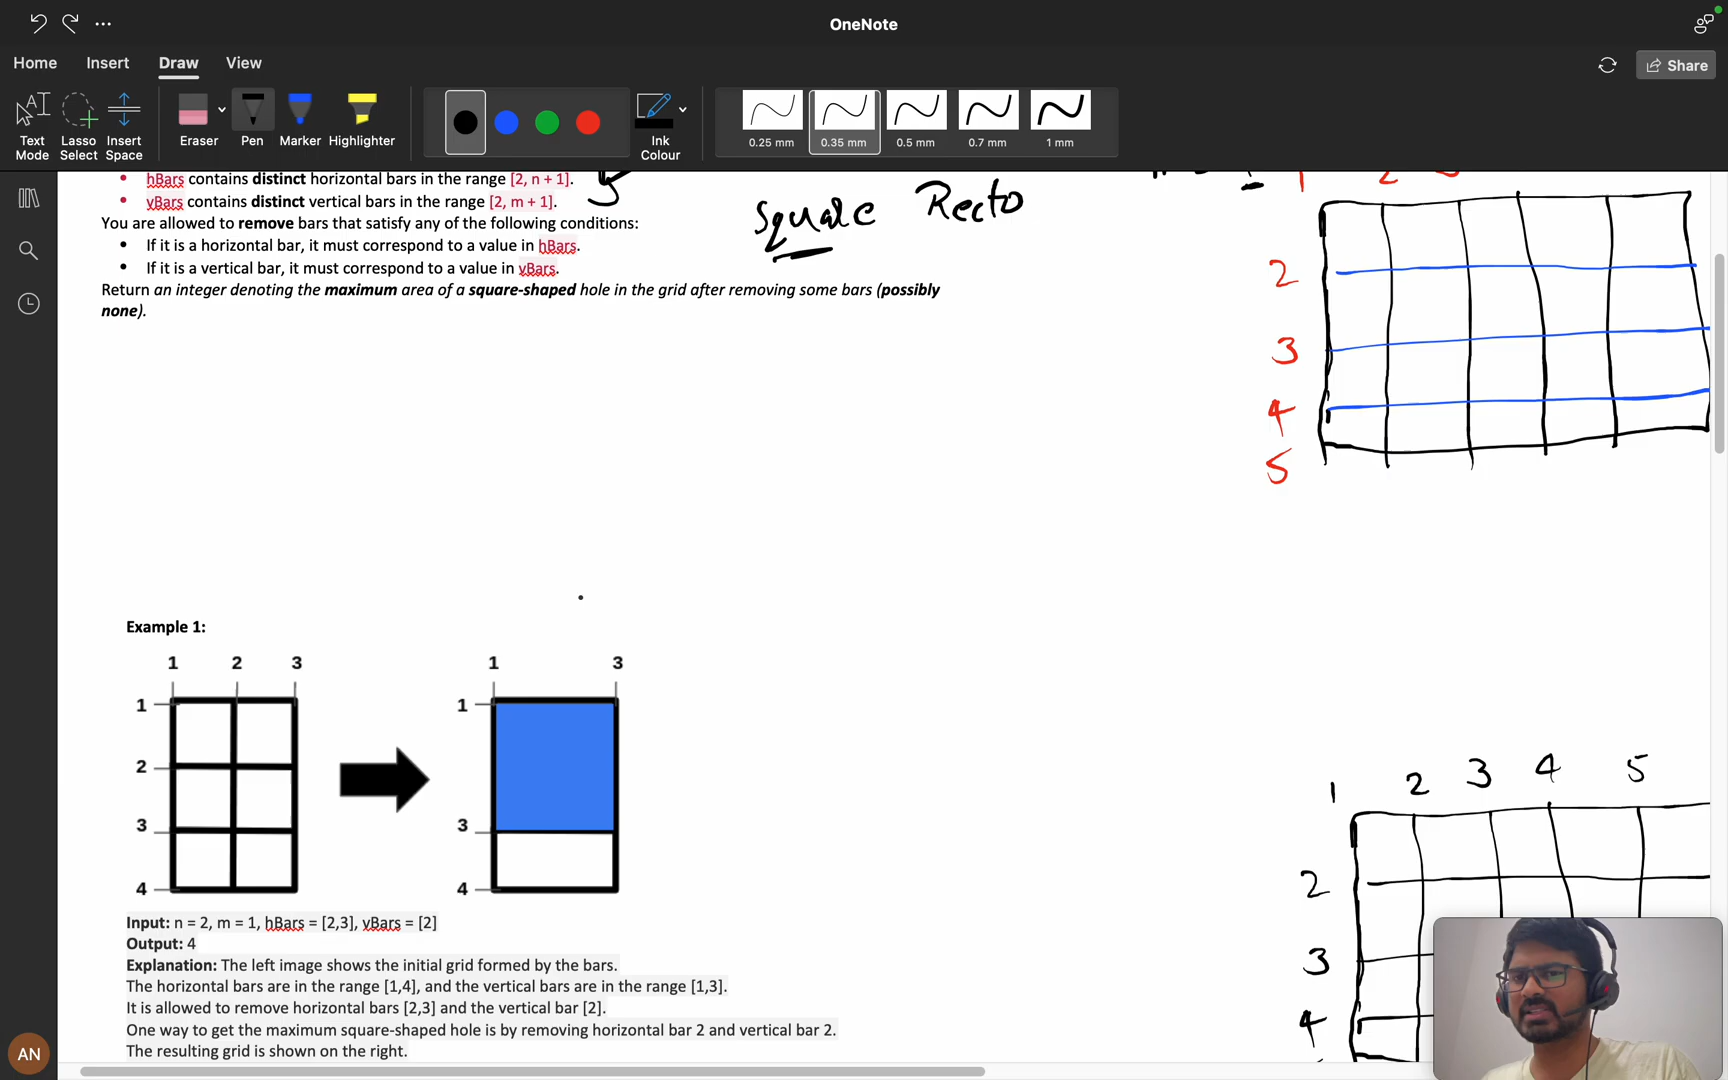 OneNote
Home Insert Draw View
Share
Text Mode
Lasso Select
Insert Space
Eraser
Pen
Marker
Highlighter
Ink Colour
0.25 mm
0.35 mm
0.5 mm
0.7 mm
1 mm
hBars contains distinct horizontal bars in the range [2, n + 1].
vBars contains distinct vertical bars in the range [2, m + 1].
You are allowed to remove bars that satisfy any of the following conditions:
If it is a horizontal bar, it must correspond to a value in hBars.
If it is a vertical bar, it must correspond to a value in vBars.
Return an integer denoting the maximum area of a square-shaped hole in the grid after removing some bars (possibly
none).
Square Recto
2
3
4
5
Example 1:
1 2 3
1
2
3
4
1 3
1
3
4
Input: n = 2, m = 1, hBars = [2,3], vBars = [2]
Output: 4
Explanation: The left image shows the initial grid formed by the bars.
The horizontal bars are in the range [1,4], and the vertical bars are in the range [1,3].
It is allowed to remove horizontal bars [2,3] and the vertical bar [2].
One way to get the maximum square-shaped hole is by removing horizontal bar 2 and vertical bar 2.
The resulting grid is shown on the right.
1 2 3 4 5
2
3
4
AN